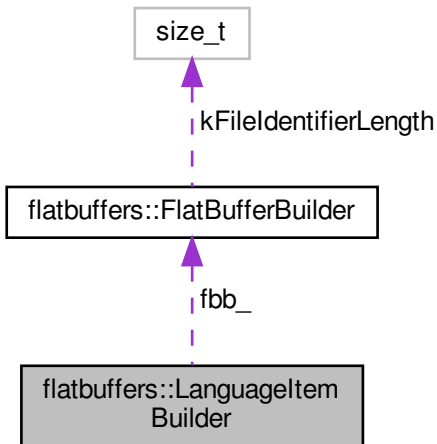 size_t
kFileIdentifierLength
flatbuffers::FlatBufferBuilder
fbb_
flatbuffers::LanguageItem
Builder